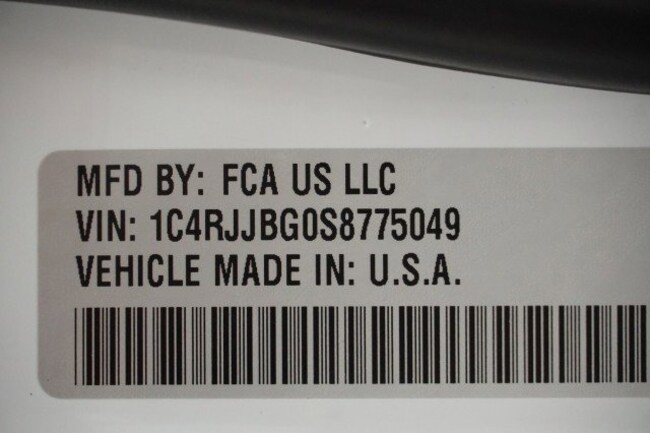 MFD BY: FCA US LLC
VIN: 1C4RJJBG0S8775049
VEHICLE MADE IN: U.S.A.